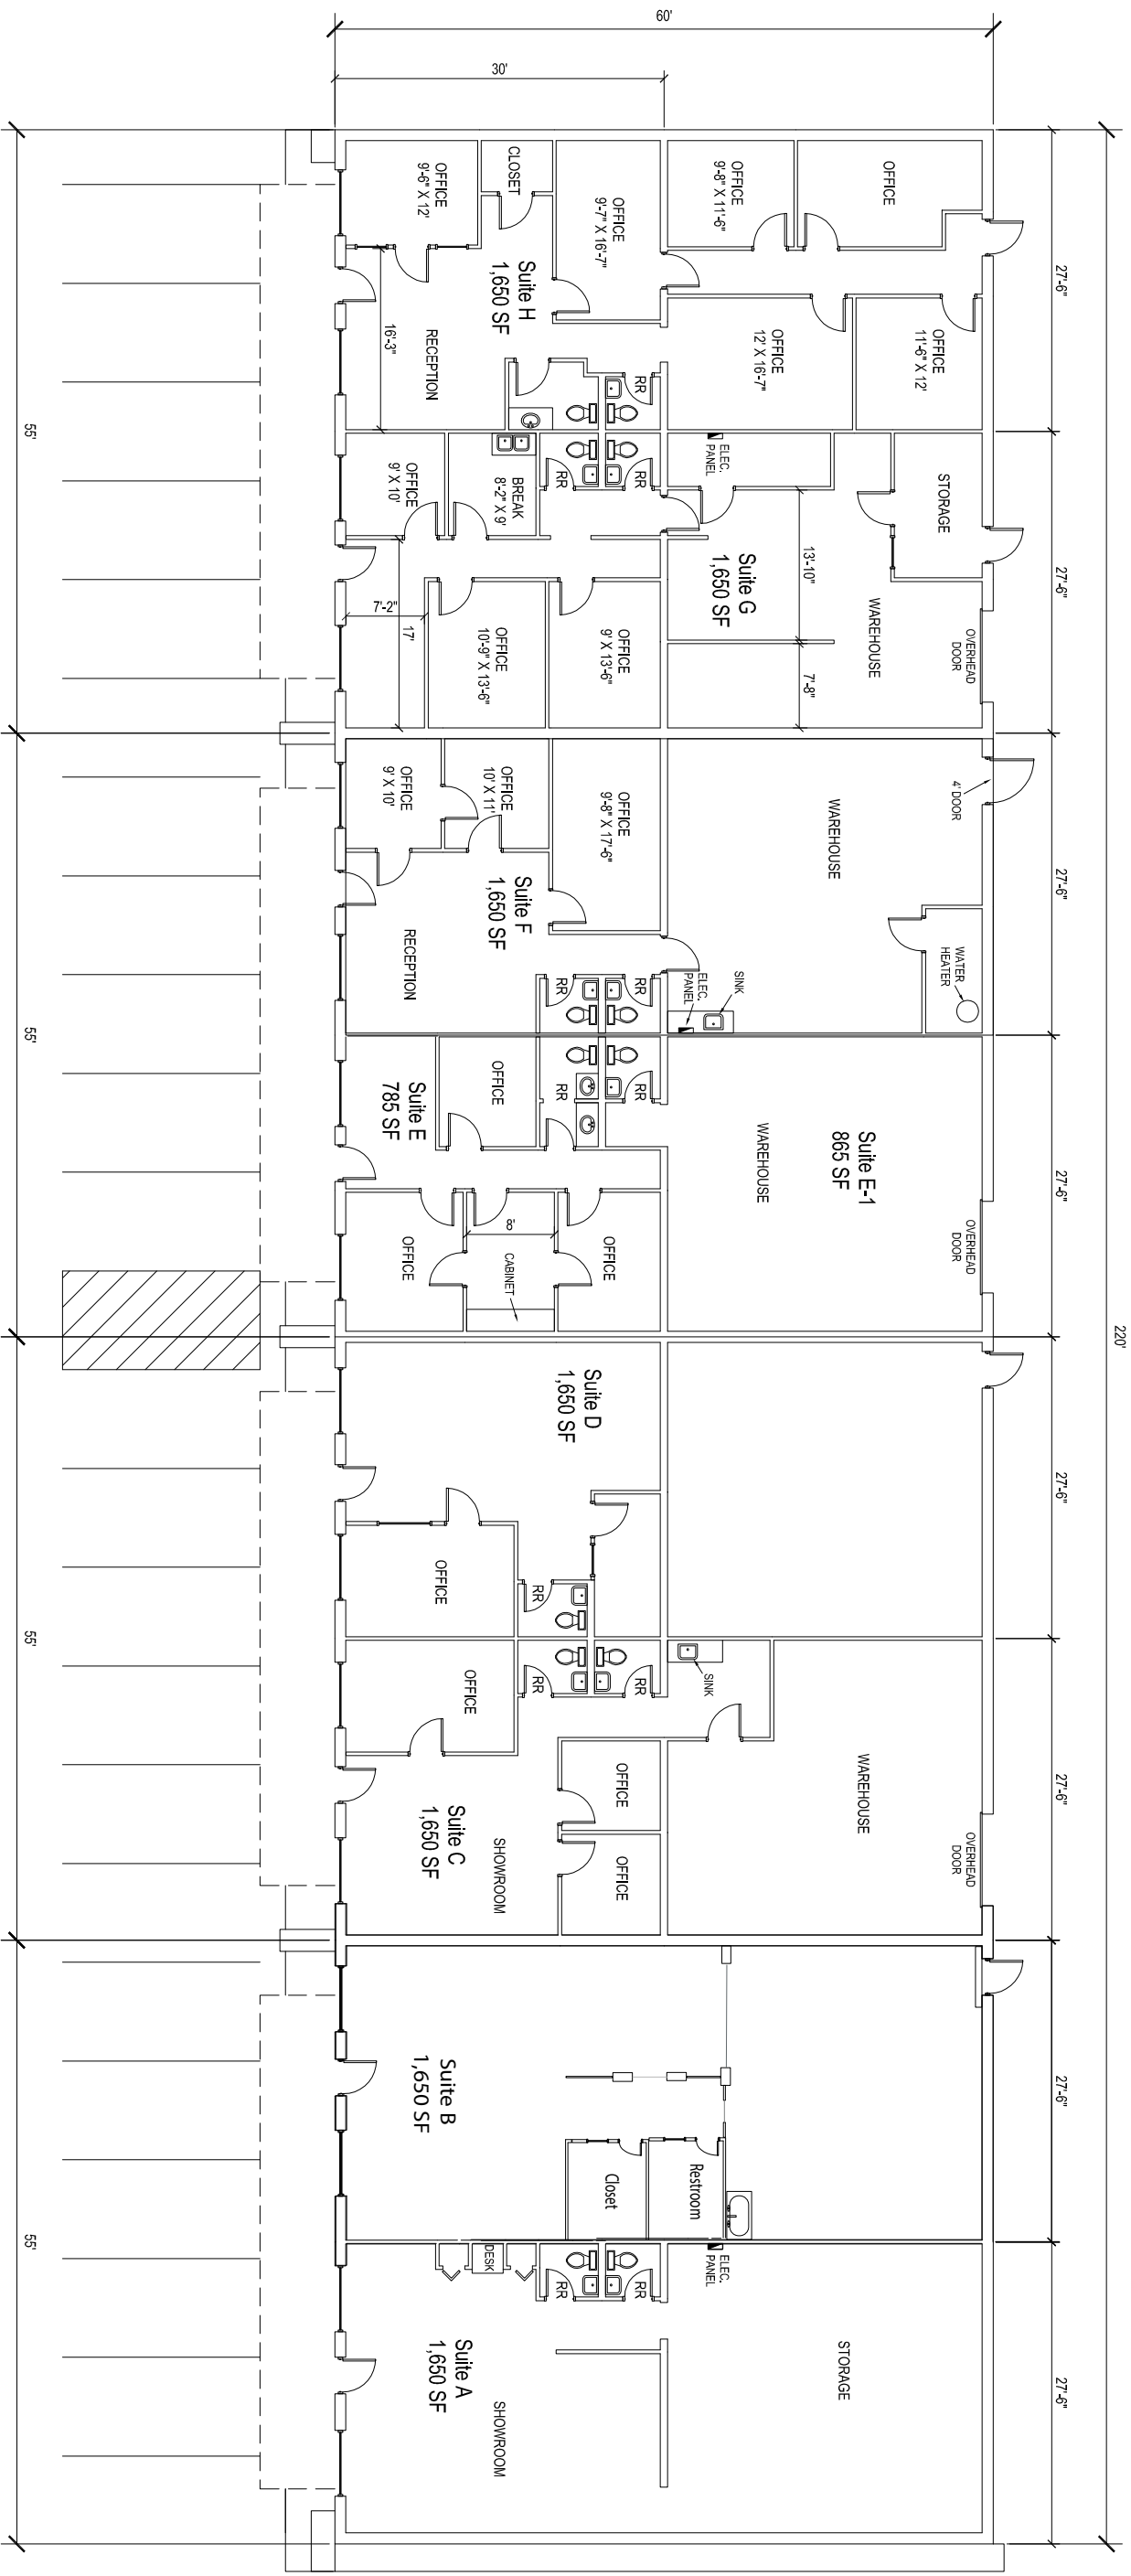 220'
27'-6"
27'-6"
27'-6"
27'-6"
27'-6"
27'-6"
27'-6"
27'-6"
60'
30'
OFFICE
OFFICE
9'-8" X 11'-6"
OFFICE
11'-6" X 12'
OFFICE
12' X 16'-7"
OFFICE
9'-7" X 16'-7"
CLOSET
OFFICE
9'-6" X 12'
Suite H
1,650 SF
RECEPTION
16'-3"
RR
STORAGE
OVERHEAD
DOOR
WAREHOUSE
ELEC.
PANEL
13'-10"
7'-8"
Suite G
1,650 SF
RR
RR
BREAK
8'-2" X 9'
OFFICE
9' X 10'
OFFICE
9' X 13'-6"
OFFICE
10'-9" X 13'-6"
7'-2"
17'
4' DOOR
WATER
HEATER
WAREHOUSE
SINK
ELEC.
PANEL
OFFICE
9'-8" X 17'-6"
OFFICE
10' X 11'
OFFICE
9' X 10'
Suite F
1,650 SF
RECEPTION
RR
RR
OVERHEAD
DOOR
Suite E-1
865 SF
WAREHOUSE
RR
RR
OFFICE
Suite E
785 SF
OFFICE
8'
CABINET
OFFICE
Suite D
1,650 SF
OFFICE
RR
OVERHEAD
DOOR
WAREHOUSE
SINK
RR
RR
OFFICE
OFFICE
OFFICE
Suite C
1,650 SF
SHOWROOM
Suite B
1,650 SF
Restroom
Closet
STORAGE
ELEC.
PANEL
RR
RR
DESK
Suite A
1,650 SF
SHOWROOM
55'
55'
55'
55'